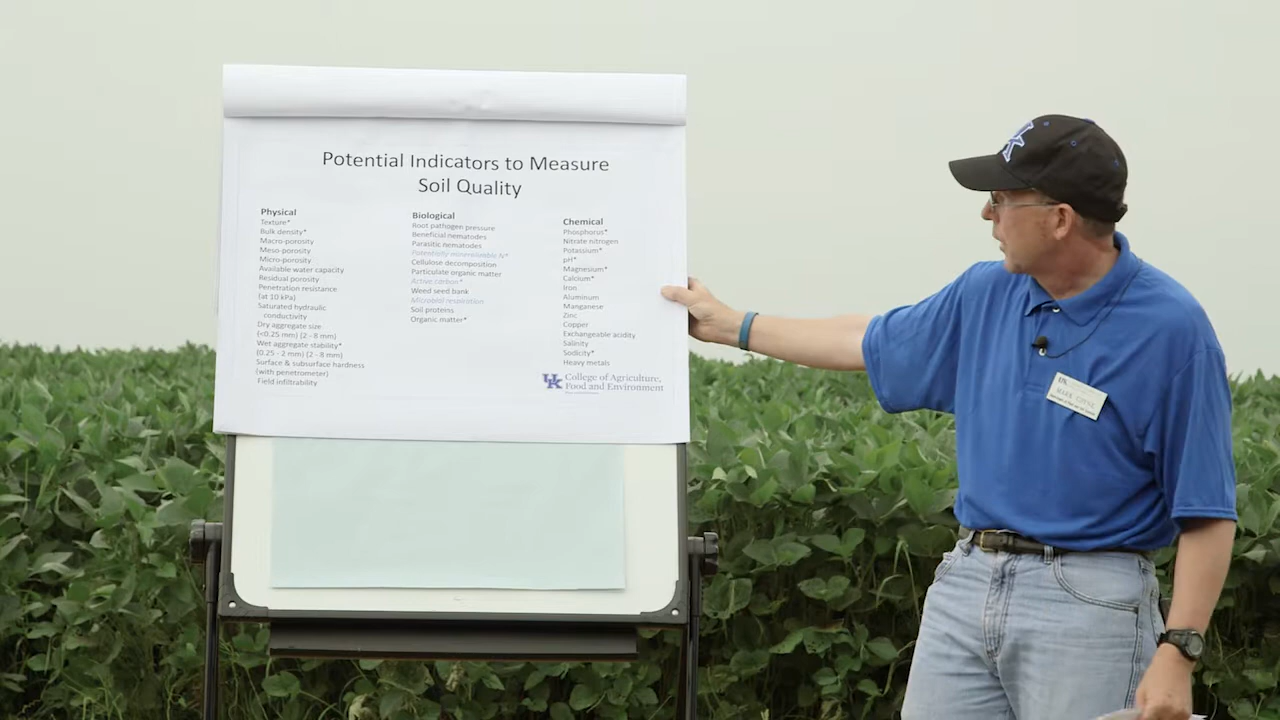 Potential Indicators to Measure
Soil Quality
Physical
Texture*
Bulk density*
Macro-porosity
Meso-porosity
Micro-porosity
Available water capacity
Residual porosity
Penetration resistance
(at 10 kPa)
Saturated hydraulic
conductivity
Dry aggregate size
(<0.25 mm) (2 - 8 mm)
Wet aggregate stability*
(0.25 - 2 mm) (2 - 8 mm)
Surface & subsurface hardness
(with penetrometer)
Field infiltrability
Biological
Root pathogen pressure
Beneficial nematodes
Parasitic nematodes
Potentially mineralizable N*
Cellulose decomposition
Particulate organic matter
Active carbon*
Weed seed bank
Microbial respiration
Soil proteins
Organic matter*
Chemical
Phosphorus*
Nitrate nitrogen
Potassium*
pH*
Magnesium*
Calcium*
Iron
Aluminum
Manganese
Zinc
Copper
Exchangeable acidity
Salinity
Sodicity*
Heavy metals
UK College of Agriculture,
Food and Environment
UK